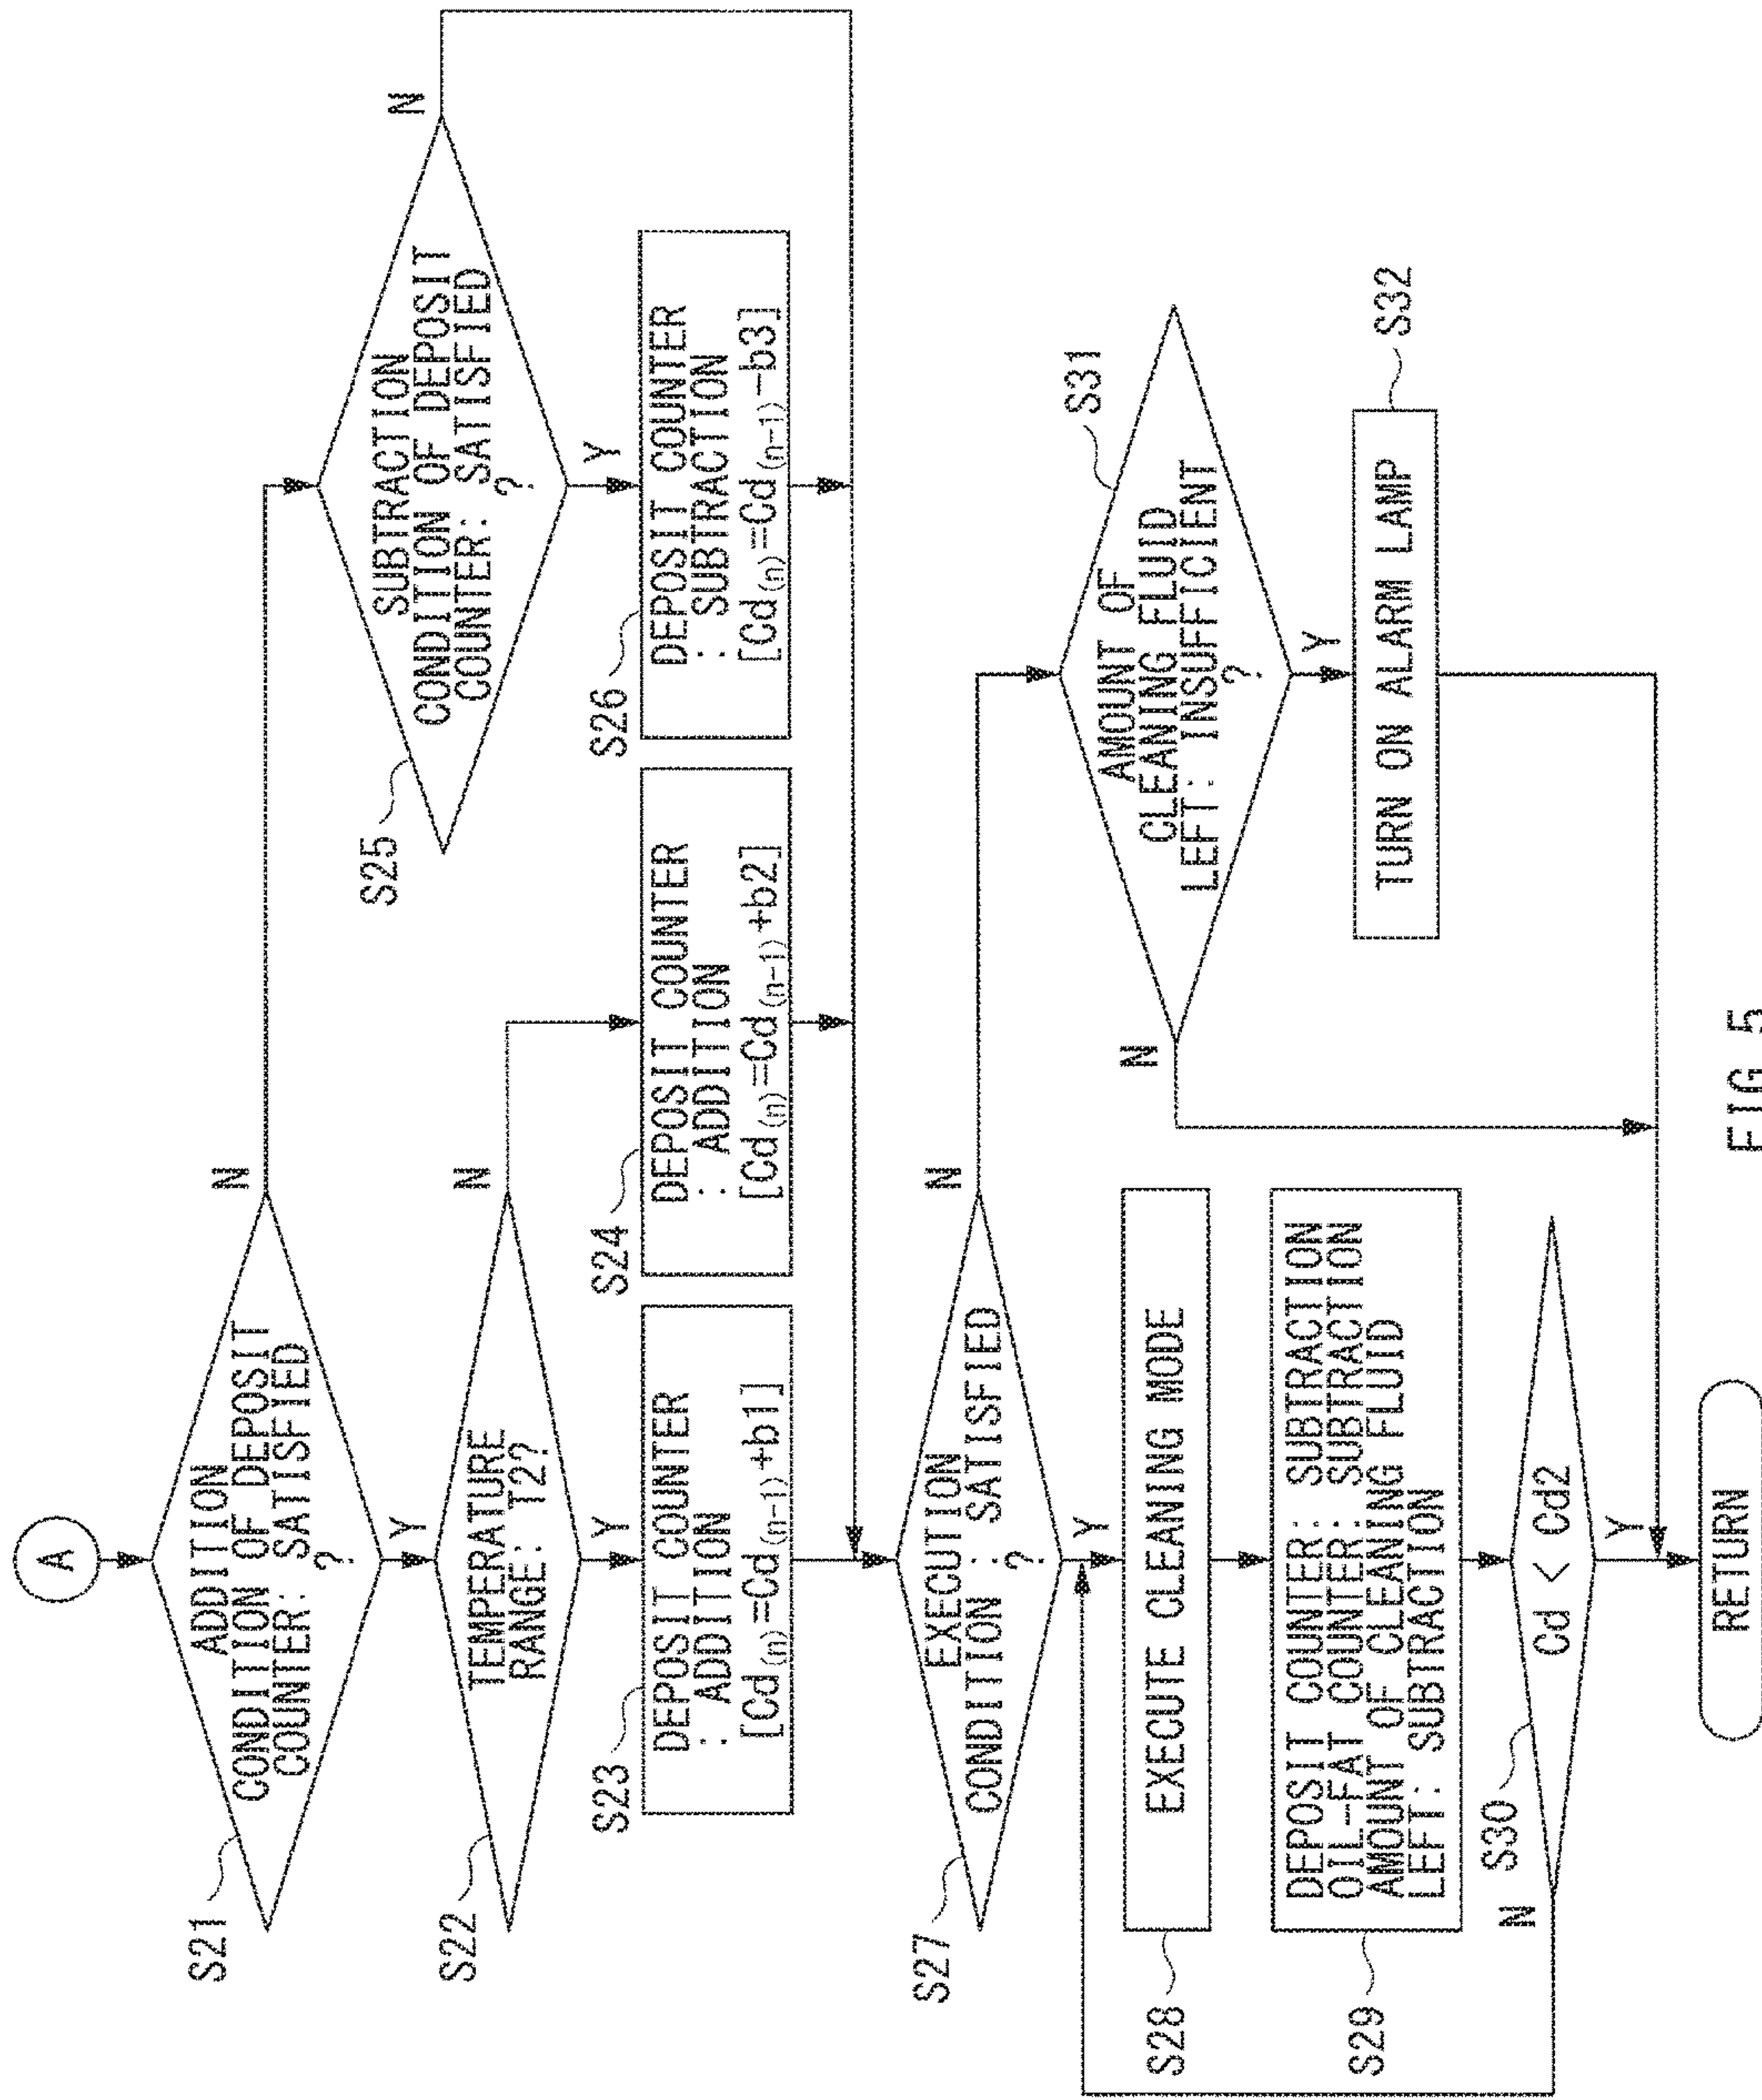 A
S21
ADDITION
CONDITION OF DEPOSIT
COUNTER: SATISFIED
?
N
Y
S22
TEMPERATURE
RANGE: T2?
N
Y
S25
SUBTRACTION
CONDITION OF DEPOSIT
COUNTER: SATISFIED
?
N
Y
S23
DEPOSIT COUNTER
: ADDITION
[Cd(n)=Cd(n-1)+b1]
S24
DEPOSIT COUNTER
: ADDITION
[Cd(n)=Cd(n-1)+b2]
S26
DEPOSIT COUNTER
: SUBTRACTION
[Cd(n)=Cd(n-1)-b3]
S27
EXECUTION
CONDITION : SATISFIED
?
N
Y
S28
EXECUTE CLEANING MODE
S29
DEPOSIT COUNTER: SUBTRACTION
OIL-FAT COUNTER: SUBTRACTION
AMOUNT OF CLEANING FLUID
LEFT: SUBTRACTION
S30
Cd < Cd2
N
Y
S31
AMOUNT OF
CLEANING FLUID
LEFT: INSUFFICIENT
?
N
Y
S32
TURN ON ALARM LAMP
RETURN
FIG. 5